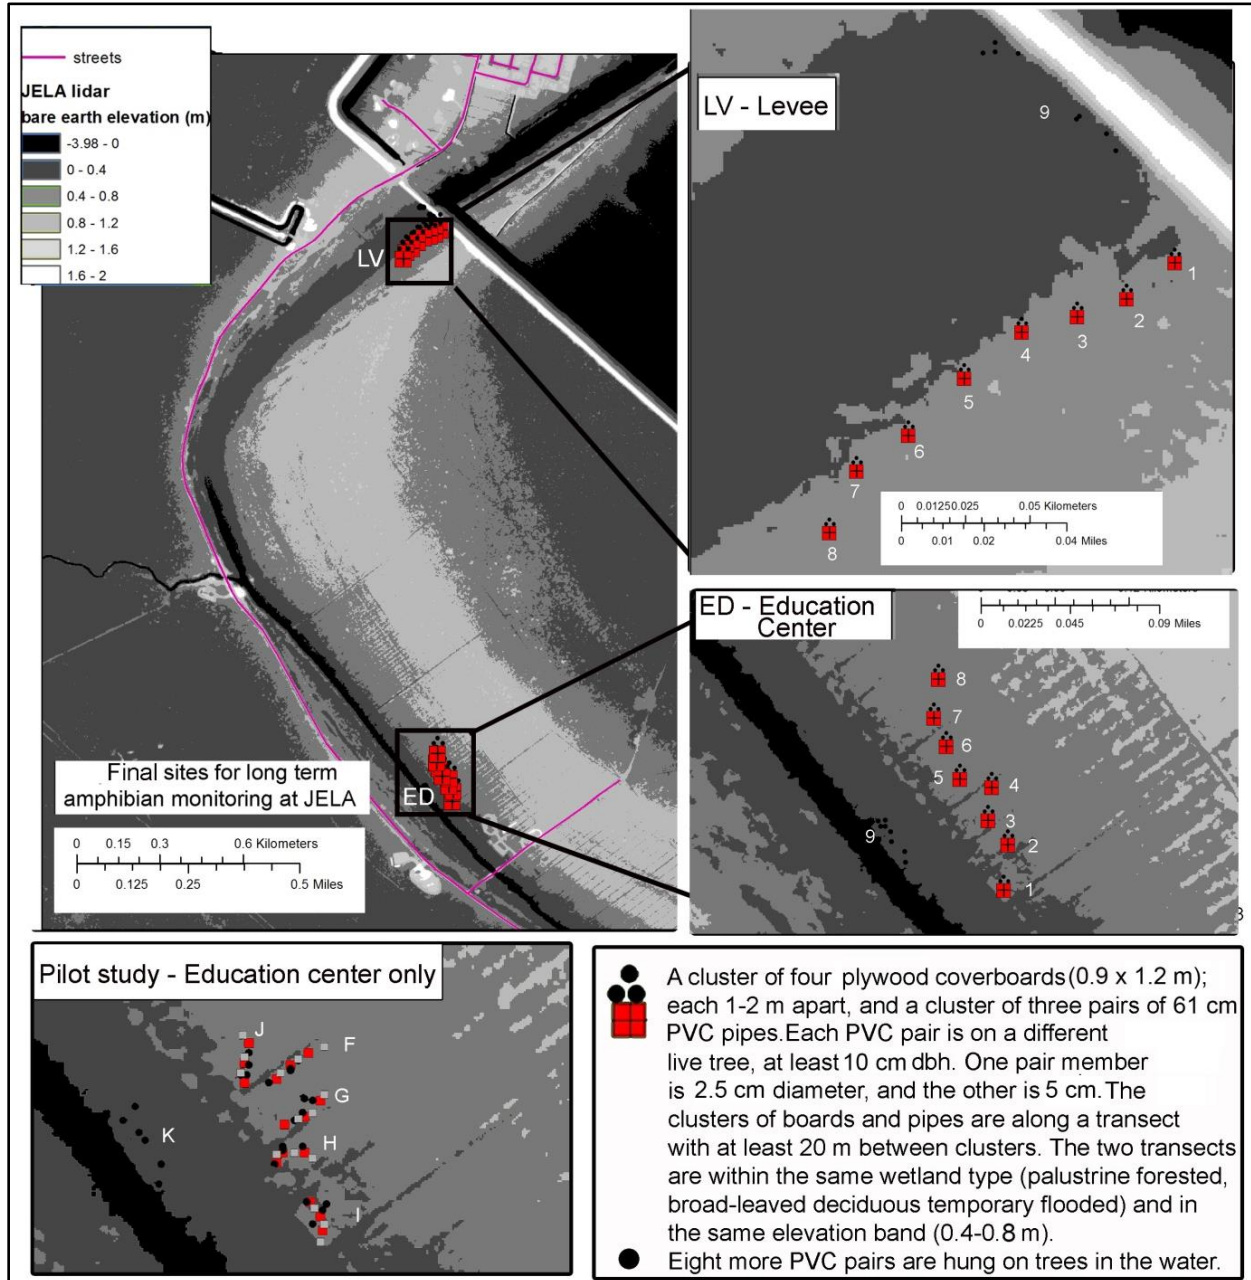 streets
JELA lidar
bare earth elevation (m)
-3.98 - 0
0 - 0.4
0.4 - 0.8
0.8 - 1.2
1.2 - 1.6
1.6 - 2
LV
ED
Final sites for long term
amphibian monitoring at JELA
0 0.15 0.3 0.6 Kilometers
0 0.125 0.25 0.5 Miles
LV - Levee
9
1
2
3
4
5
6
7
8
0 0.01250.025 0.05 Kilometers
0 0.01 0.02 0.04 Miles
ED - Education
Center
0 0.0225 0.045 0.09 Miles
8
7
6
5 4
3
9 2
1
Pilot study - Education center only
J
F
G
K
H
I
A cluster of four plywood coverboards (0.9 x 1.2 m);
each 1-2 m apart, and a cluster of three pairs of 61 cm
PVC pipes.Each PVC pair is on a different
live tree, at least 10 cm dbh. One pair member
is 2.5 cm diameter, and the other is 5 cm. The
clusters of boards and pipes are along a transect
with at least 20 m between clusters. The two transects
are within the same wetland type (palustrine forested,
broad-leaved deciduous temporary flooded) and in
the same elevation band (0.4-0.8 m).
Eight more PVC pairs are hung on trees in the water.